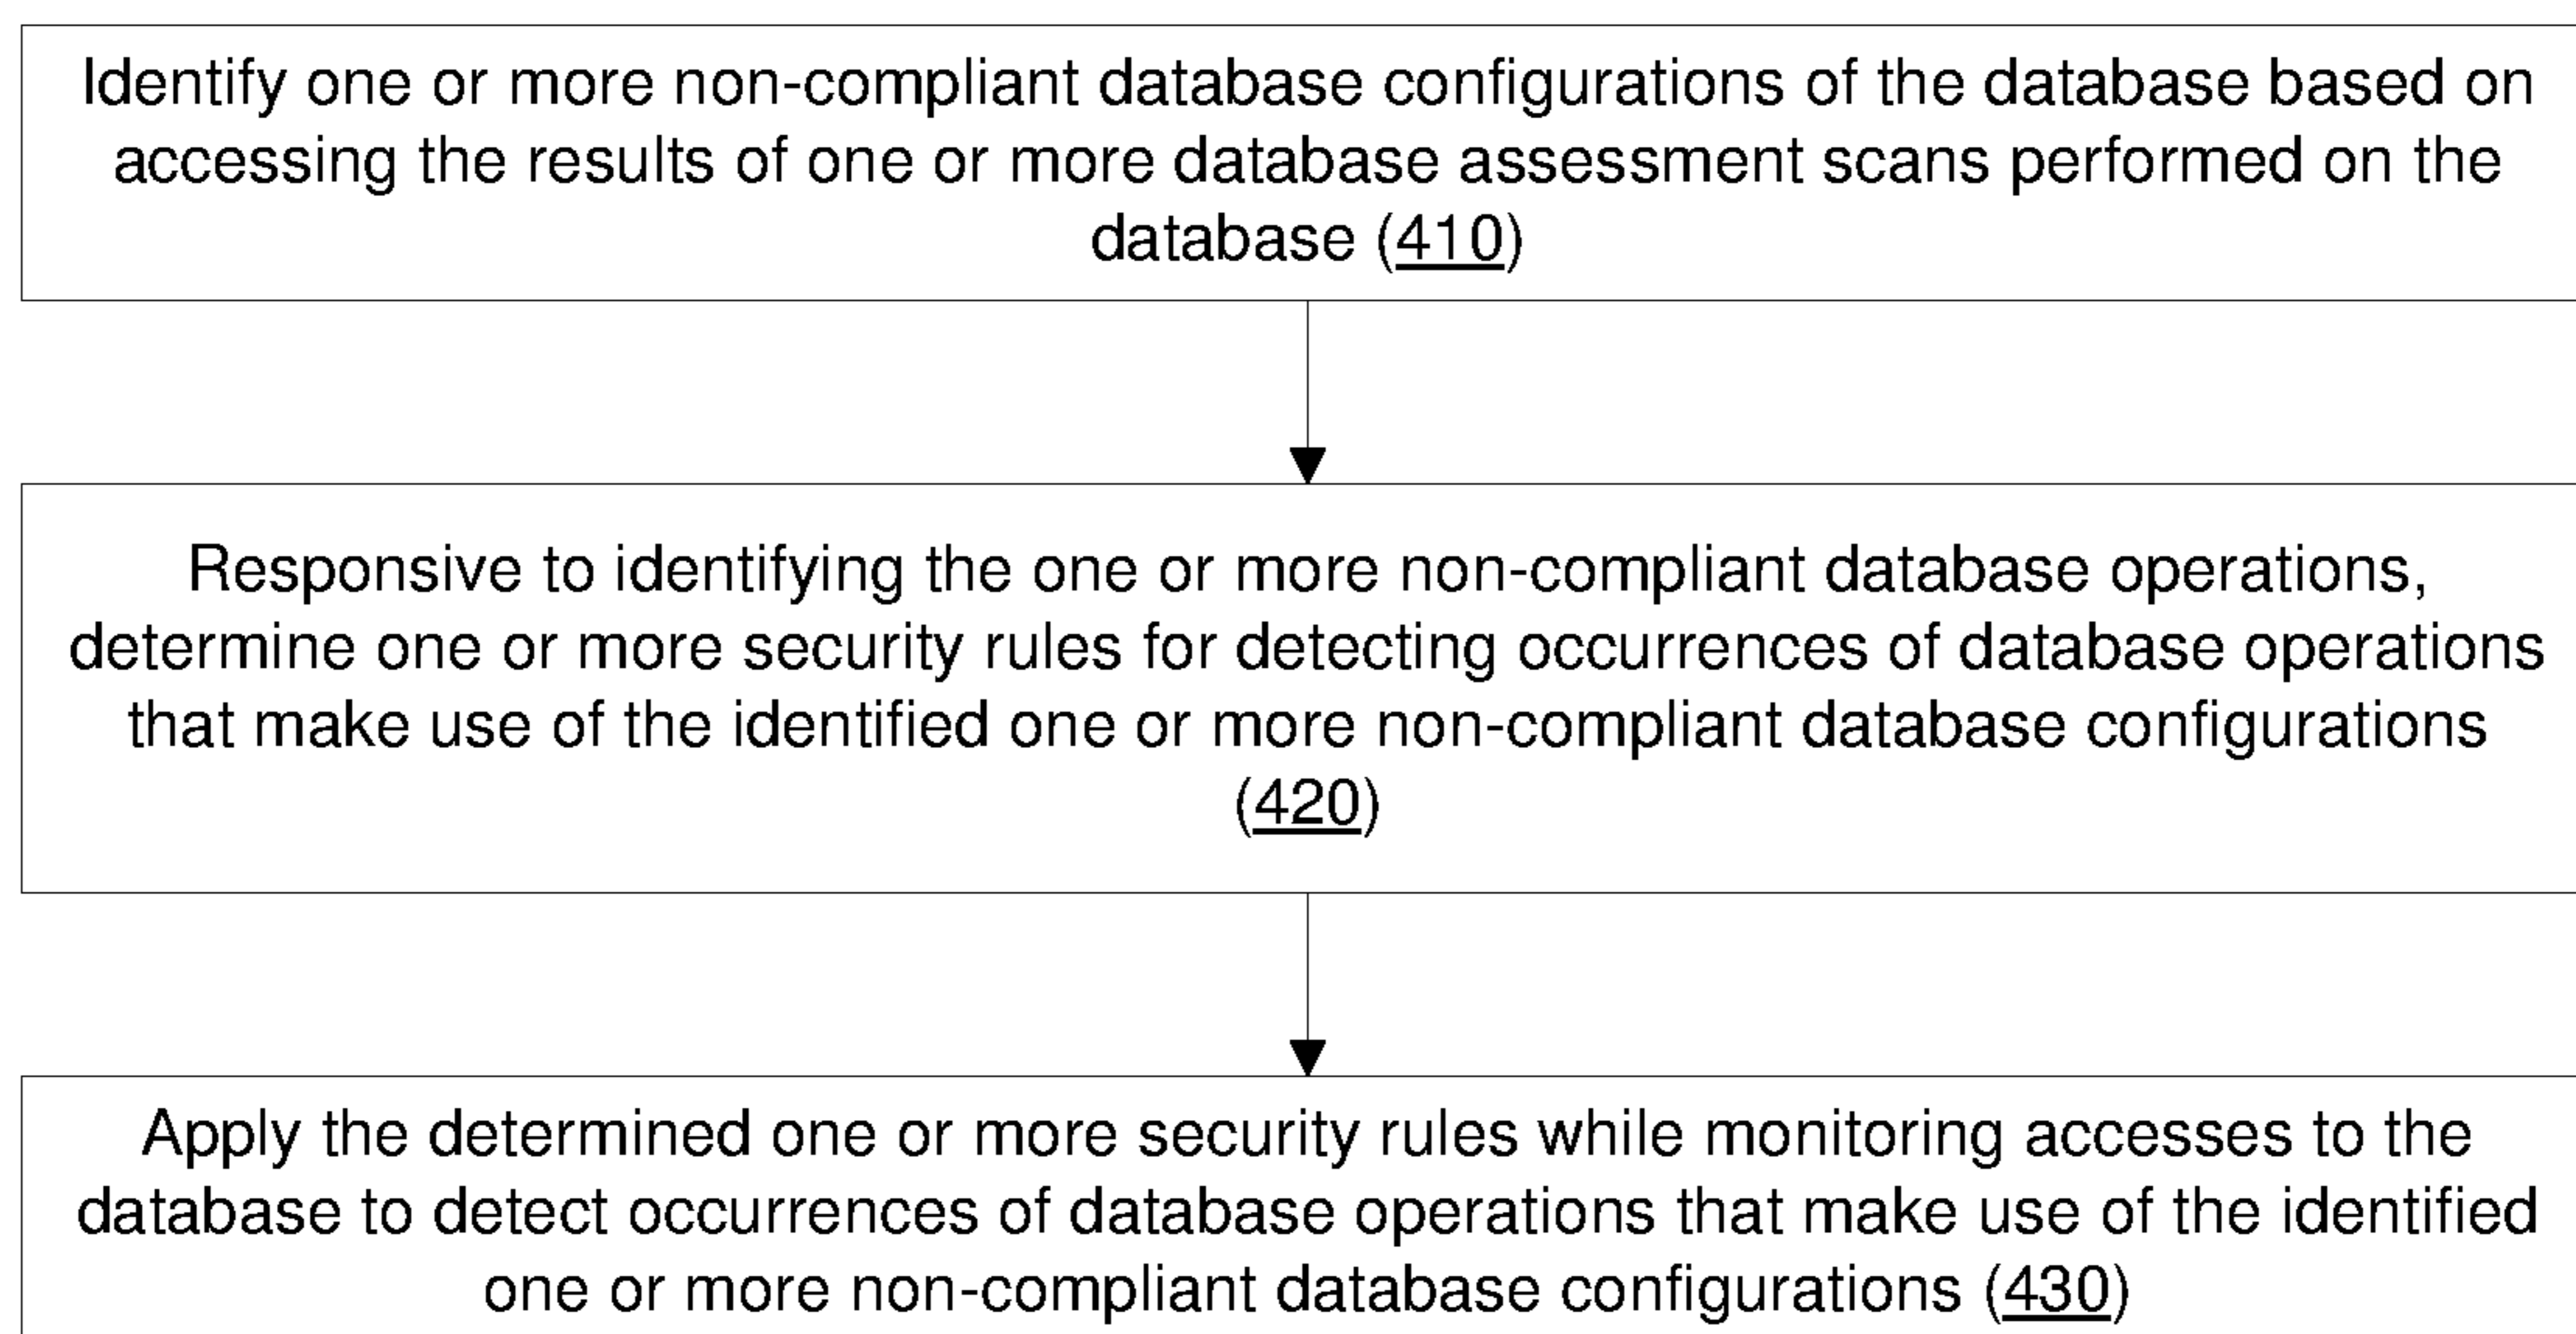 Identify one or more non-compliant database configurations of the database based on
accessing the results of one or more database assessment scans performed on the
database (410)
Responsive to identifying the one or more non-compliant database operations,
determine one or more security rules for detecting occurrences of database operations
that make use of the identified one or more non-compliant database configurations
(420)
Apply the determined one or more security rules while monitoring accesses to the
database to detect occurrences of database operations that make use of the identified
one or more non-compliant database configurations (430)